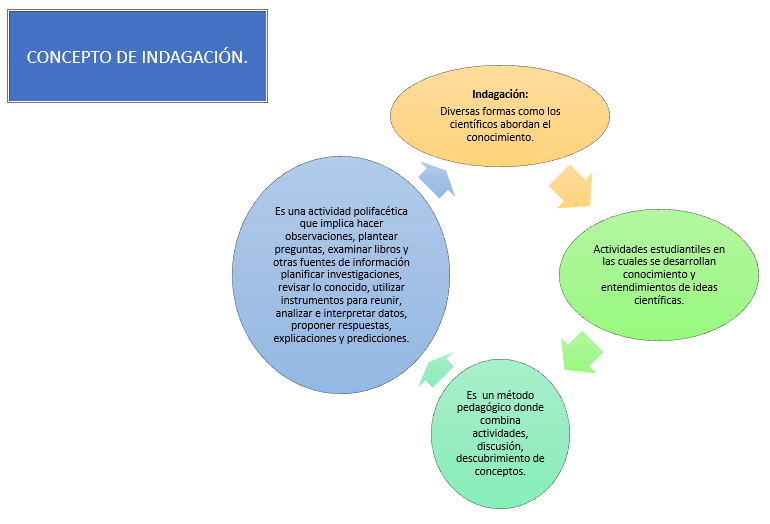 CONCEPTO DE INDAGACIÓN.
Indagación:
Diversas formas como los
científicos abordan el
conocimiento.
Actividades estudiantiles en
las cuales se desarrollan
conocimiento y
entendimientos de ideas
científicas.
Es un método
pedagógico donde
combina
actividades,
discusión,
descubrimiento de
conceptos.
Es una actividad polifacética
que implica hacer
observaciones, plantear
preguntas, examinar libros y
otras fuentes de información
planificar investigaciones,
revisar lo conocido, utilizar
instrumentos para reunir,
analizar e interpretar datos,
proponer respuestas,
explicaciones y predicciones.